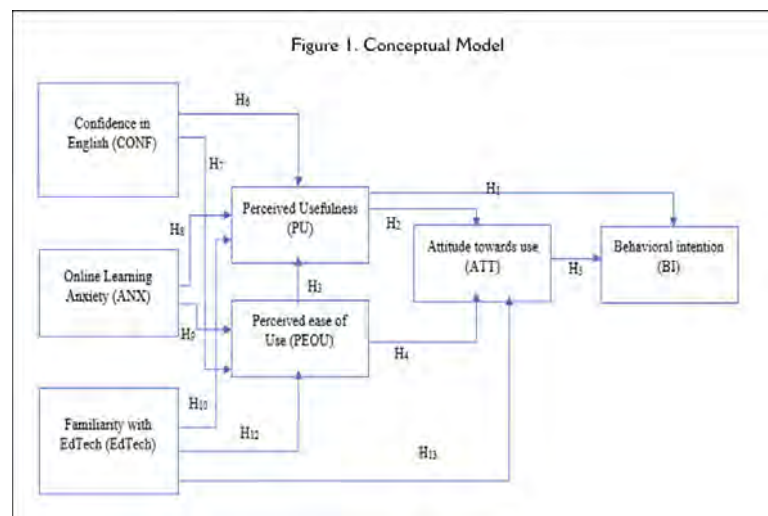 Figure 1. Conceptual Model
Confidence in
English (CONF)
H6
H7
Perceived Usefulness
(PU)
H1
H2
H8
Online Learning
Anxiety (ANX)
Attitude towards use
(ATT)
H5
Behavioral intention
(BI)
H3
Perceived ease of
Use (PEOU)
H9
H4
H10
Familiarity with
EdTech (EdTech)
H12
H13